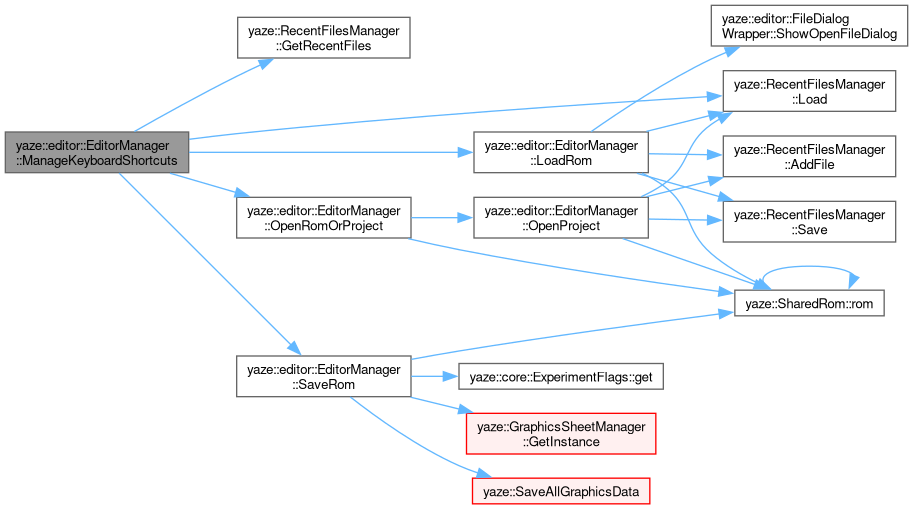 yaze::editor::EditorManager
::ManageKeyboardShortcuts
yaze::RecentFilesManager
::GetRecentFiles
yaze::editor::FileDialog
Wrapper::ShowOpenFileDialog
yaze::RecentFilesManager
::Load
yaze::editor::EditorManager
::LoadRom
yaze::RecentFilesManager
::AddFile
yaze::editor::EditorManager
::OpenRomOrProject
yaze::editor::EditorManager
::OpenProject
yaze::RecentFilesManager
::Save
yaze::SharedRom::rom
yaze::editor::EditorManager
::SaveRom
yaze::core::ExperimentFlags::get
yaze::GraphicsSheetManager
::GetInstance
yaze::SaveAllGraphicsData